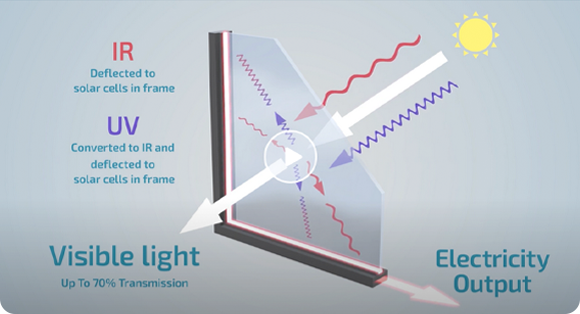 IR
Deflected to
solar cells in frame
UV
Converted to IR and
deflected to
solar cells in frame
Visible light
Up To 70% Transmission
Electricity
Output